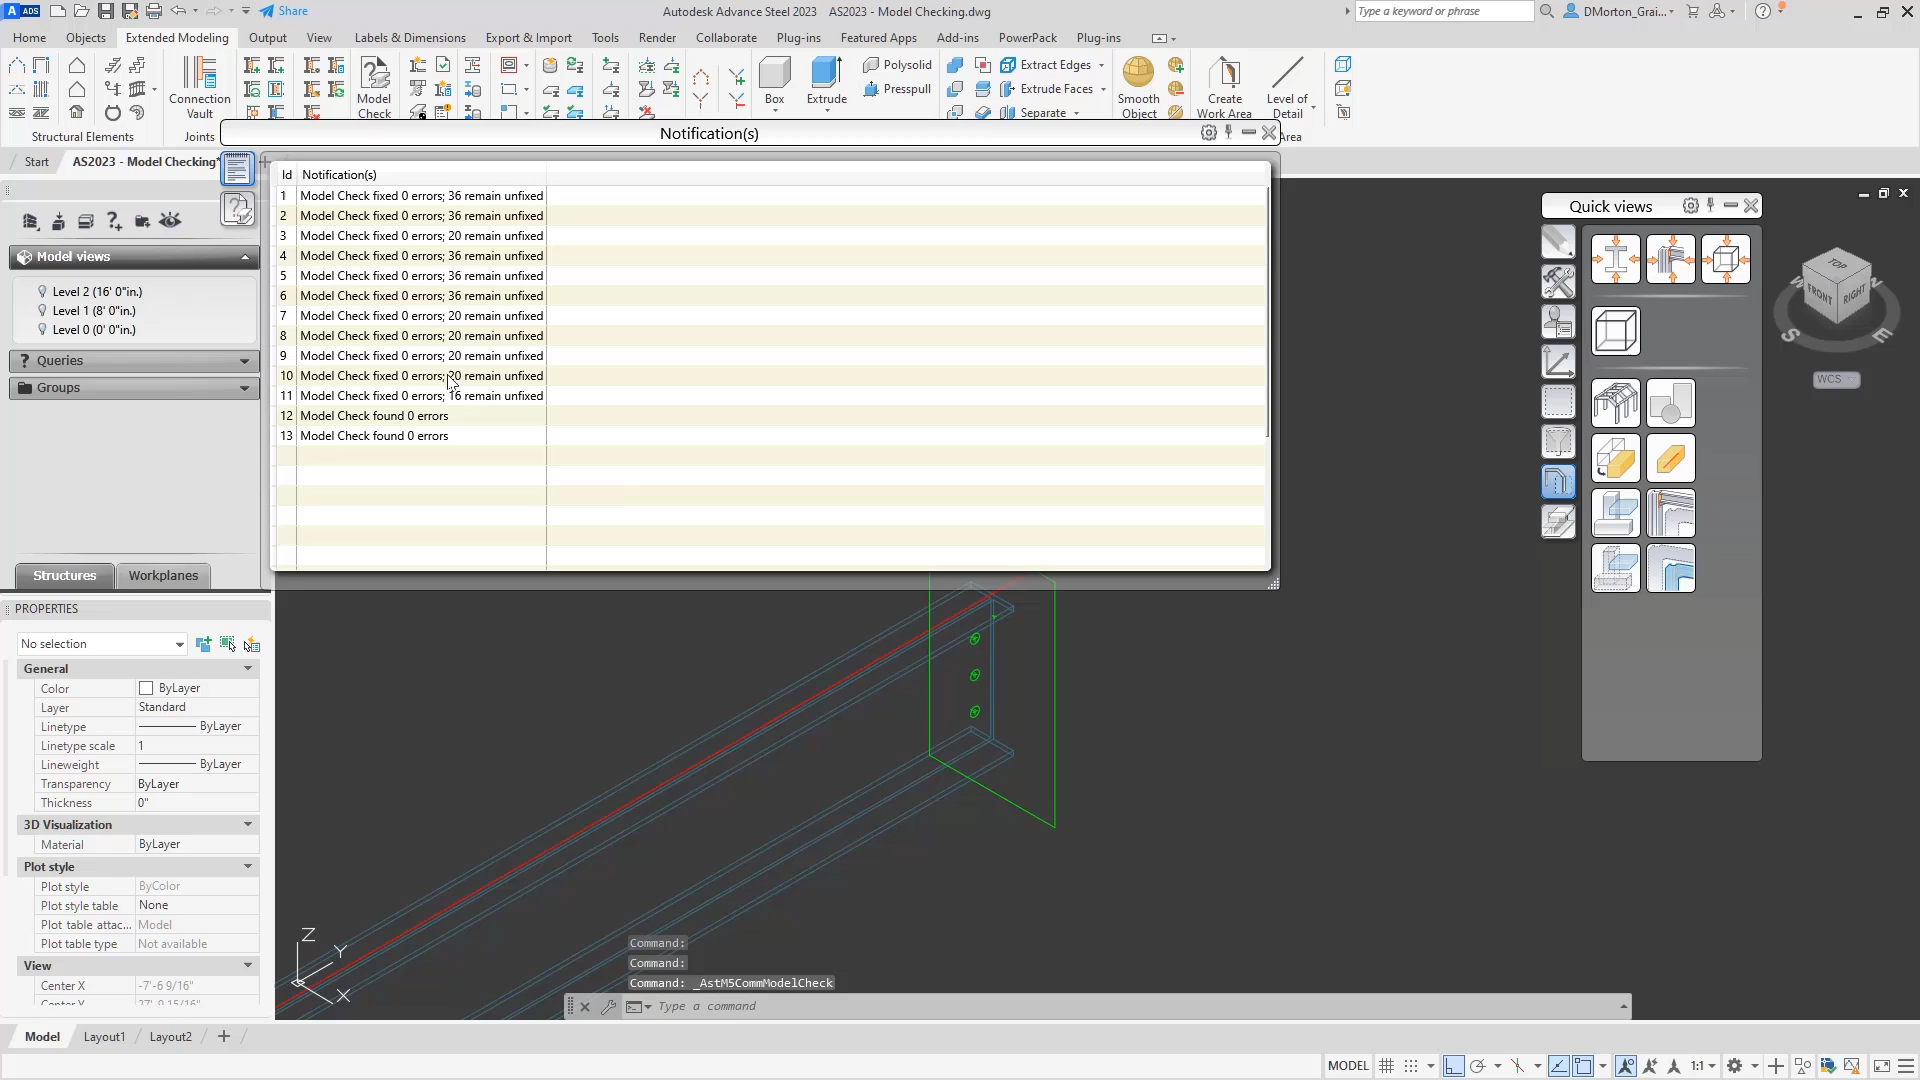 A ADS
Share
Autodesk Advance Steel 2023 AS2023 - Model Checking.dwg
Type a keyword or phrase
DMorton_Grai...
Home
Objects
Extended Modeling
Output
View
Labels & Dimensions
Export & Import
Tools
Render
Collaborate
Plug-ins
Featured Apps
Add-ins
PowerPack
Plug-ins
Connection
Vault
Model
Check
Box
Extrude
Polysolid
Presspull
Extract Edges
Extrude Faces
Separate
Smooth
Object
Create
Work Area
Level of
Detail
Structural Elements
Joints
Area
Notification(s)
Start
AS2023 - Model Checking*
Id Notification(s)
1 Model Check fixed 0 errors; 36 remain unfixed
2 Model Check fixed 0 errors; 36 remain unfixed
3 Model Check fixed 0 errors; 20 remain unfixed
4 Model Check fixed 0 errors; 36 remain unfixed
5 Model Check fixed 0 errors; 36 remain unfixed
6 Model Check fixed 0 errors; 36 remain unfixed
7 Model Check fixed 0 errors; 20 remain unfixed
8 Model Check fixed 0 errors; 20 remain unfixed
9 Model Check fixed 0 errors; 20 remain unfixed
10 Model Check fixed 0 errors; 20 remain unfixed
11 Model Check fixed 0 errors; 16 remain unfixed
12 Model Check found 0 errors
13 Model Check found 0 errors
Model views
Level 2 (16' 0"in.)
Level 1 (8' 0"in.)
Level 0 (0' 0"in.)
Queries
Groups
Structures
Workplanes
Quick views
TOP
FRONT
RIGHT
W
N
S
E
WCS
PROPERTIES
No selection
General
Color ByLayer
Layer Standard
Linetype ByLayer
Linetype scale 1
Lineweight ByLayer
Transparency ByLayer
Thickness 0"
3D Visualization
Material ByLayer
Plot style
Plot style ByColor
Plot style table None
Plot table attac... Model
Plot table type Not available
View
Center X -7'-6 9/16"
Center Y 27'-9 15/16"
Z
Y
X
Command:
Command:
Command: _AstM5CommModelCheck
Type a command
Model
Layout1
Layout2
MODEL
1:1